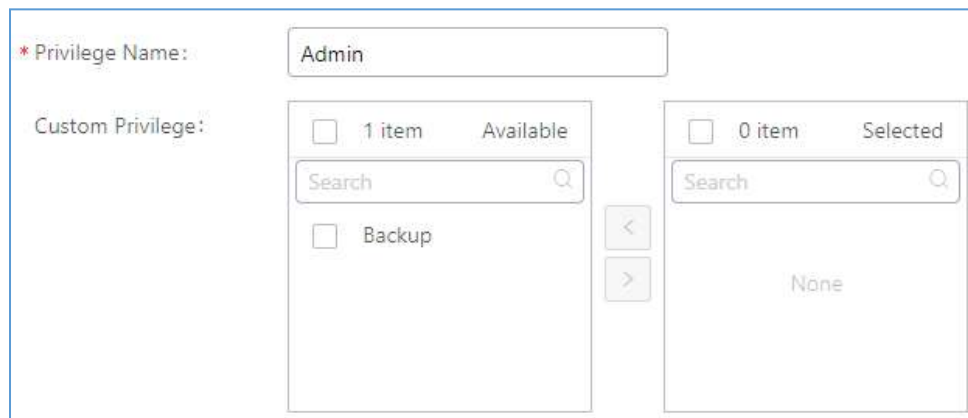 * Privilege Name:
Admin
Custom Privilege:
1 item Available
0 item Selected
Search
Search
Backup
<
>
None